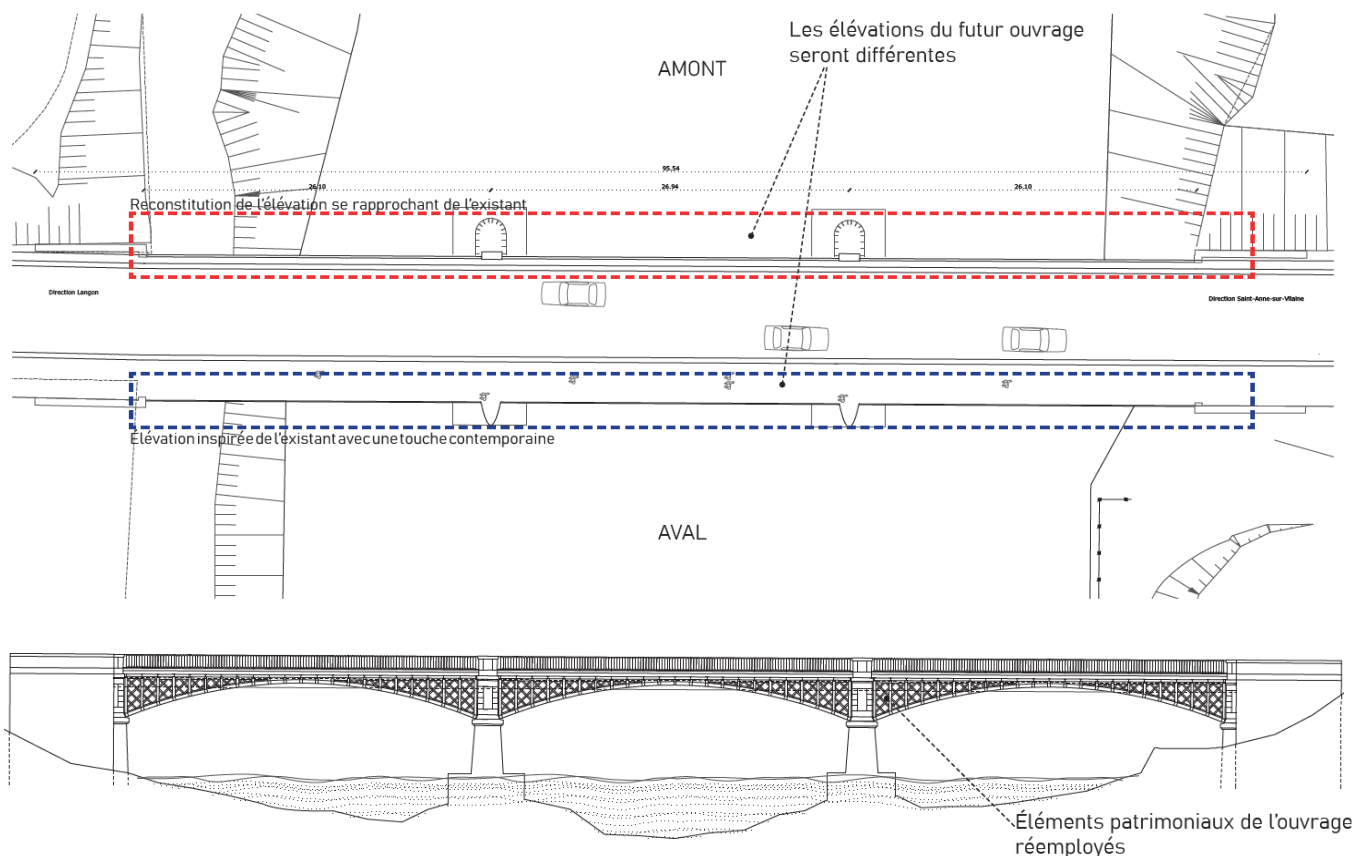 Les élévations du futur ouvrage
seront différentes
AMONT
95.54
26.10
26.94
26.10
Reconstitution de l'élévation se rapprochant de l'existant
Direction Langon
Direction Saint-Anne-sur-Vilaine
Élévation inspirée de l'existant avec une touche contemporaine
AVAL
Éléments patrimoniaux de l'ouvrage
réemployés